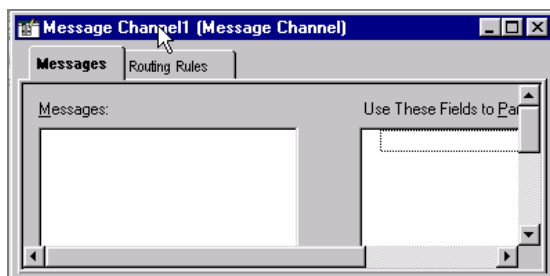 Message Channel1 (Message Channel)
Messages Routing Rules
Messages: Use These Fields to Par